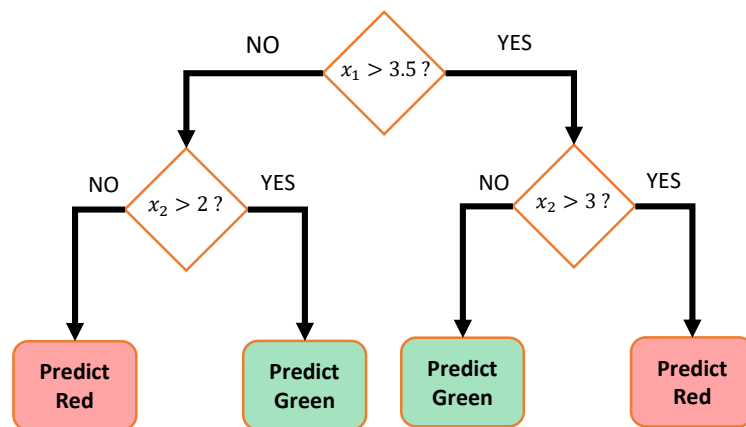 NO
YES
x₁ > 3.5 ?
NO
YES
x₂ > 2 ?
NO
YES
x₂ > 3 ?
Predict
Red
Predict
Green
Predict
Green
Predict
Red